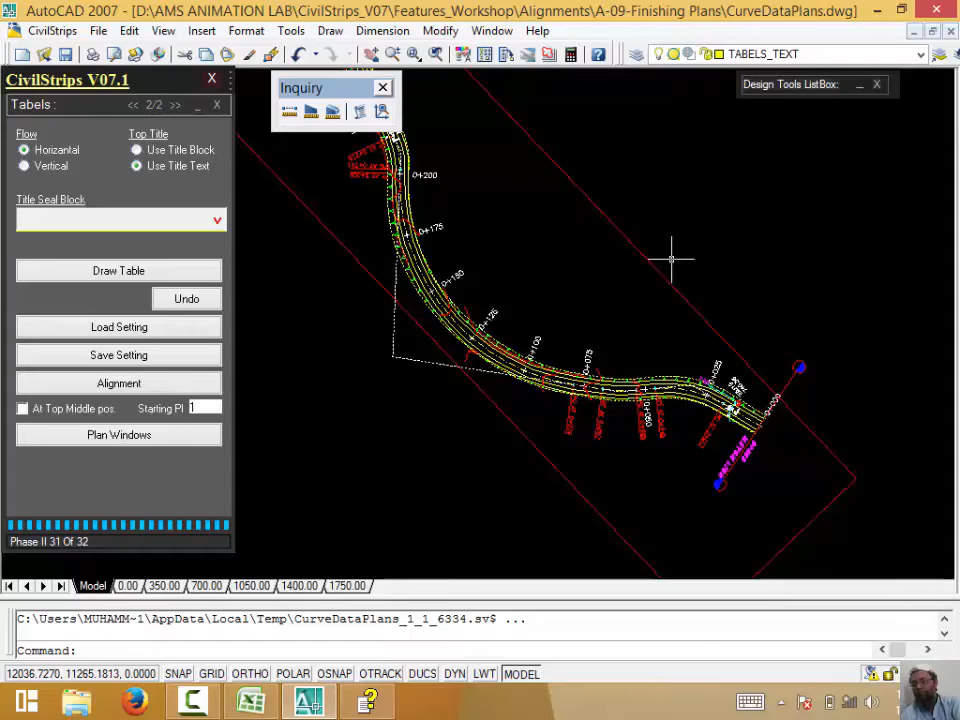 AutoCAD 2007 - [D:\AMS ANIMATION LAB\CivilStrips_V07\Features_Workshop\Alignments\A-09-Finishing Plans\CurveDataPlans.dwg]
CivilStrips File Edit View Insert Format Tools Draw Dimension Modify Window Help
TABELS_TEXT
CivilStrips V07.1 X
Inquiry
Design Tools ListBox: _ X
Tabels : << 2/2 >> _ X
Flow Top Title
Horizontal Use Title Block
Vertical Use Title Text
Title Seal Block
Draw Table
Undo
Load Setting
Save Setting
Alignment
At Top Middle pos. Starting PI 1
Plan Windows
Phase II 31 Of 32
0+200
0+175
0+150
0+125
0+100
0+075
0+050
0+025
0+000
Model 0.00 350.00 700.00 1050.00 1400.00 1750.00
C:\Users\MUHAMM~1\AppData\Local\Temp\CurveDataPlans_1_1_6334.sv$ ...
Command:
12036.7270, 11265.1813, 0.0000 SNAP GRID ORTHO POLAR OSNAP OTRACK DUCS DYN LWT MODEL